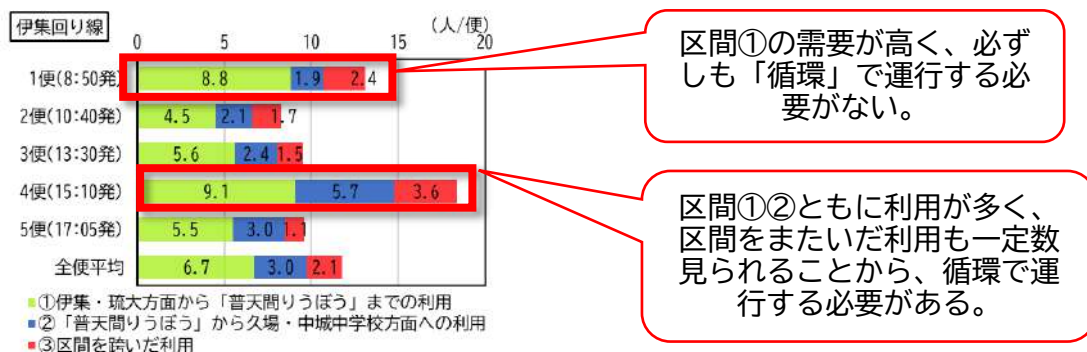 伊集回り線
(人/便)
0 5 10 15 20
1便(8:50発) 8.8 1.9 2.4
2便(10:40発) 4.5 2.1 1.7
3便(13:30発) 5.6 2.4 1.5
4便(15:10発) 9.1 5.7 3.6
5便(17:05発) 5.5 3.0 1.1
全便平均 6.7 3.0 2.1
①伊集・琉大方面から「普天間りうぼう」までの利用
②「普天間りうぼう」から久場・中城中学校方面への利用
③区間を跨いだ利用
区間①の需要が高く、必ず
しも「循環」で運行する必
要がない。
区間①②ともに利用が多く、
区間をまたいだ利用も一定数
見られることから、循環で運
行する必要がある。